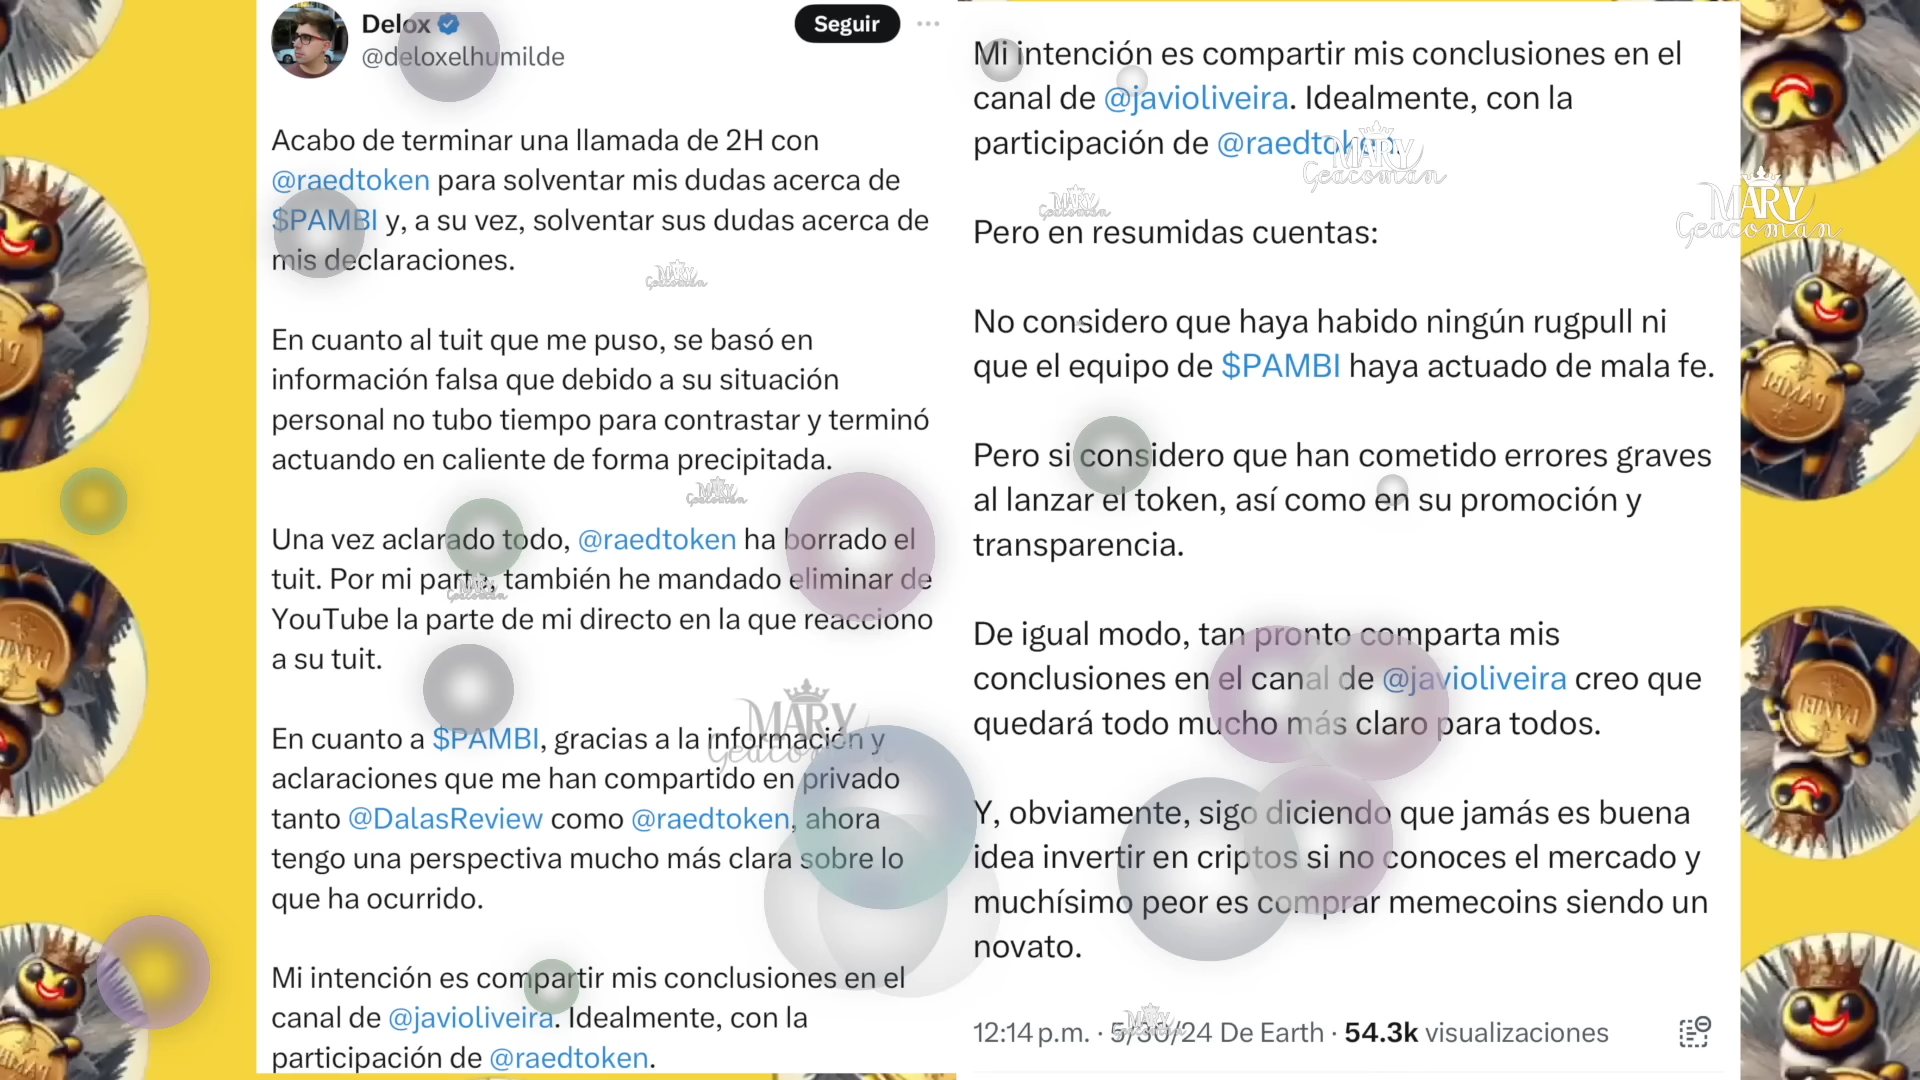 Delox
@deloxelhumilde
Seguir
Acabo de terminar una llamada de 2H con
@raedtoken para solventar mis dudas acerca de
$PAMBI y, a su vez, solventar sus dudas acerca de
mis declaraciones.
En cuanto al tuit que me puso, se basó en
información falsa que debido a su situación
personal no tubo tiempo para contrastar y terminó
actuando en caliente de forma precipitada.
Una vez aclarado todo, @raedtoken ha borrado el
tuit. Por mi parte, también he mandado eliminar de
YouTube la parte de mi directo en la que reacciono
a su tuit.
En cuanto a $PAMBI, gracias a la información y
aclaraciones que me han compartido en privado
tanto @DalasReview como @raedtoken, ahora
tengo una perspectiva mucho más clara sobre lo
que ha ocurrido.
Mi intención es compartir mis conclusiones en el
canal de @javioliveira. Idealmente, con la
participación de @raedtoken.
Mi intención es compartir mis conclusiones en el
canal de @javioliveira. Idealmente, con la
participación de @raedtoken.
Pero en resumidas cuentas:
No considero que haya habido ningún rugpull ni
que el equipo de $PAMBI haya actuado de mala fe.
Pero si considero que han cometido errores graves
al lanzar el token, así como en su promoción y
transparencia.
De igual modo, tan pronto comparta mis
conclusiones en el canal de @javioliveira creo que
quedará todo mucho más claro para todos.
Y, obviamente, sigo diciendo que jamás es buena
idea invertir en criptos si no conoces el mercado y
muchísimo peor es comprar memecoins siendo un
novato.
12:14 p.m. · 5/30/24 De Earth · 54.3k visualizaciones
MARY
Geacoman
MARY
Geacoman
MARY
Geacoman
MARY
Geacoman
MARY
Geacoman
MARY
Geacoman
PAMBI
PAMBI
PAMBI